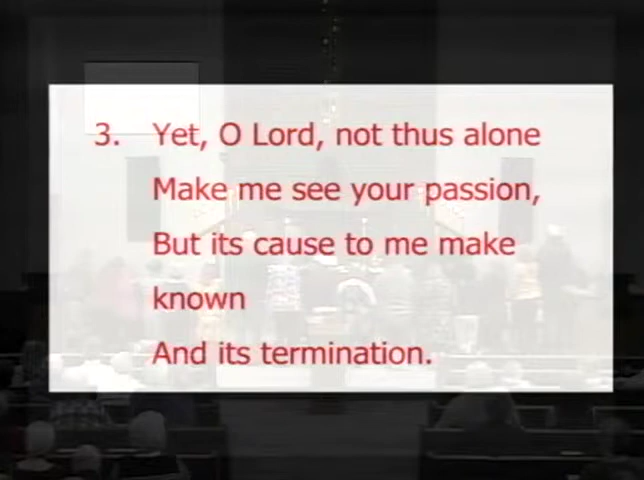 3. Yet, O Lord, not thus alone
Make me see your passion,
But its cause to me make
known
And its termination.